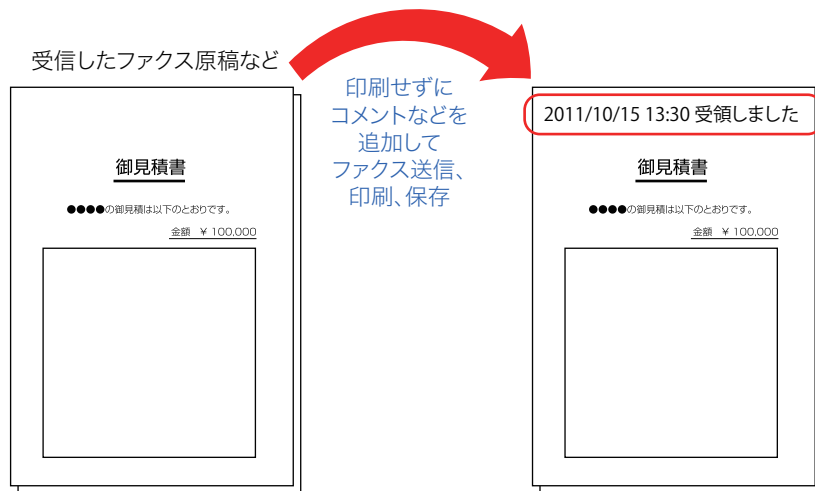 受信したファクス原稿など
御見積書
●●●●の御見積は以下のとおりです。
金額 ¥ 100,000
印刷せずに
コメントなどを
追加して
ファクス送信、
印刷、保存
2011/10/15 13:30 受領しました
御見積書
●●●●の御見積は以下のとおりです。
金額 ¥ 100,000